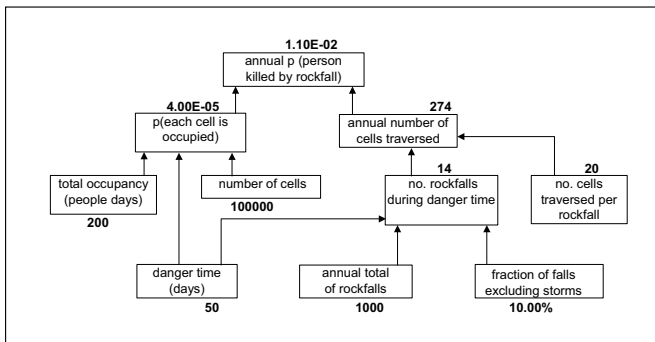 1.10E-02
annual p (person
killed by rockfall)
4.00E-05
p(each cell is
occupied)
274
annual number of
cells traversed
total occupancy
(people days)
200
number of cells
100000
14
no. rockfalls
during danger time
20
no. cells
traversed per
rockfall
danger time
(days)
50
annual total
of rockfalls
1000
fraction of falls
excluding storms
10.00%